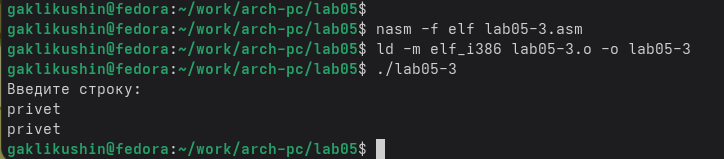 gaklikushin@fedora:~/work/arch-pc/lab05$
gaklikushin@fedora:~/work/arch-pc/lab05$ nasm -f elf lab05-3.asm
gaklikushin@fedora:~/work/arch-pc/lab05$ ld -m elf_i386 lab05-3.o -o lab05-3
gaklikushin@fedora:~/work/arch-pc/lab05$ ./lab05-3
Введите строку:
privet
privet
gaklikushin@fedora:~/work/arch-pc/lab05$